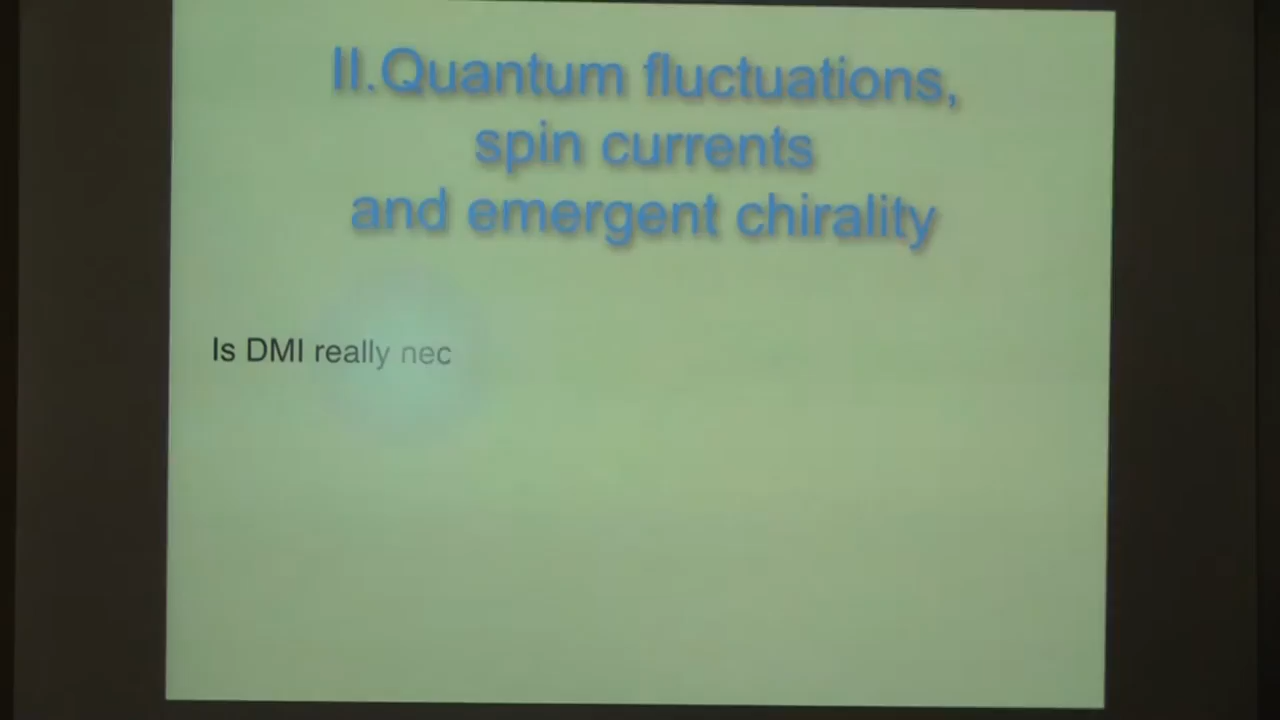 II.Quantum fluctuations,
spin currents
and emergent chirality
Is DMI really nec